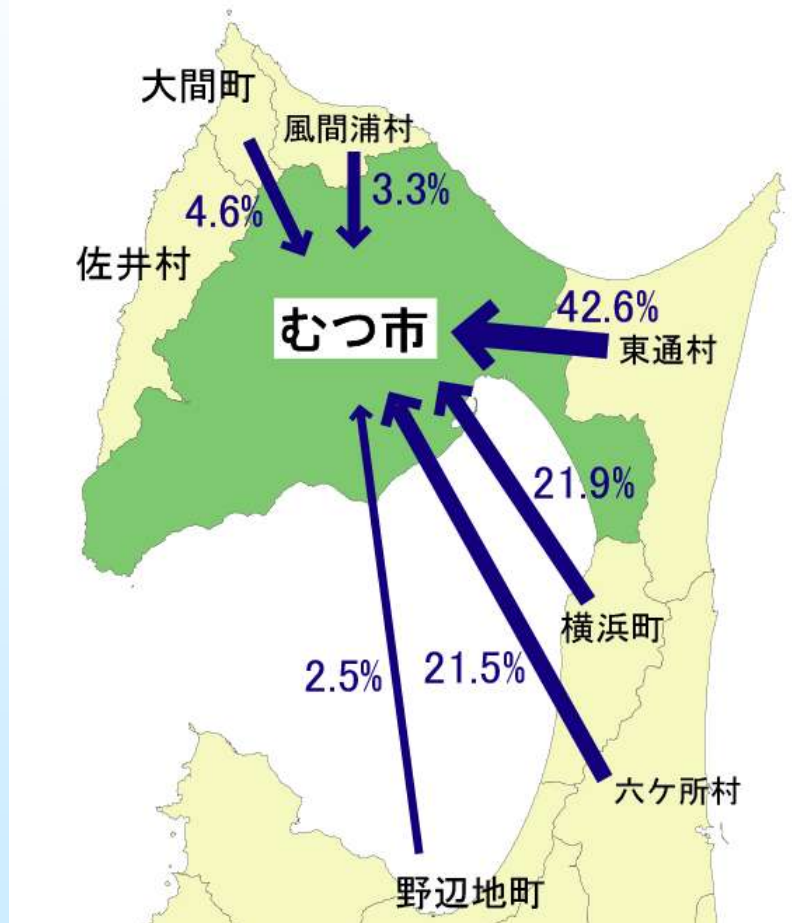 大間町
風間浦村
3.3%
4.6%
佐井村
42.6%
むつ市
東通村
21.9%
横浜町
2.5%
21.5%
六ケ所村
野辺地町